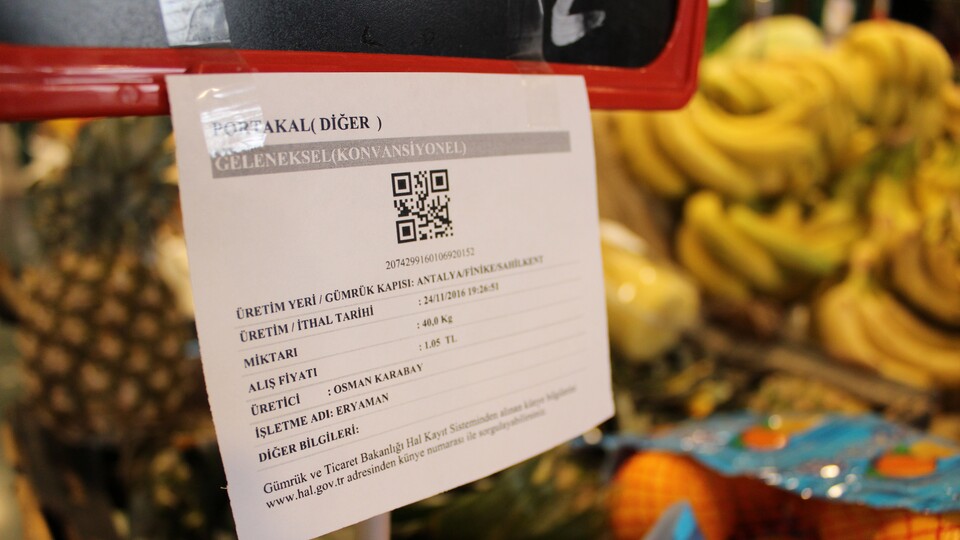 PORTAKAL( DİĞER )
GELENEKSEL(KONVANSİYONEL)
2074299160106920152
ÜRETİM YERİ / GÜMRÜK KAPISI: ANTALYA/FİNİKE/SAHİLKENT
ÜRETİM / İTHAL TARİHI : 24/11/2016 19:26:51
MİKTARI : 40,0 Kg
ALIŞ FİYATI : 1.05 TL
ÜRETİCİ : OSMAN KARABAY
İŞLETME ADI: ERYAMAN
DİĞER BİLGİLERİ:
Gümrük ve Ticaret Bakanlığı Hal Kayıt Sisteminden alınan künye bilgilerini
www.hal.gov.tr adresinden künye numarası ile sorgulayabilirsiniz.